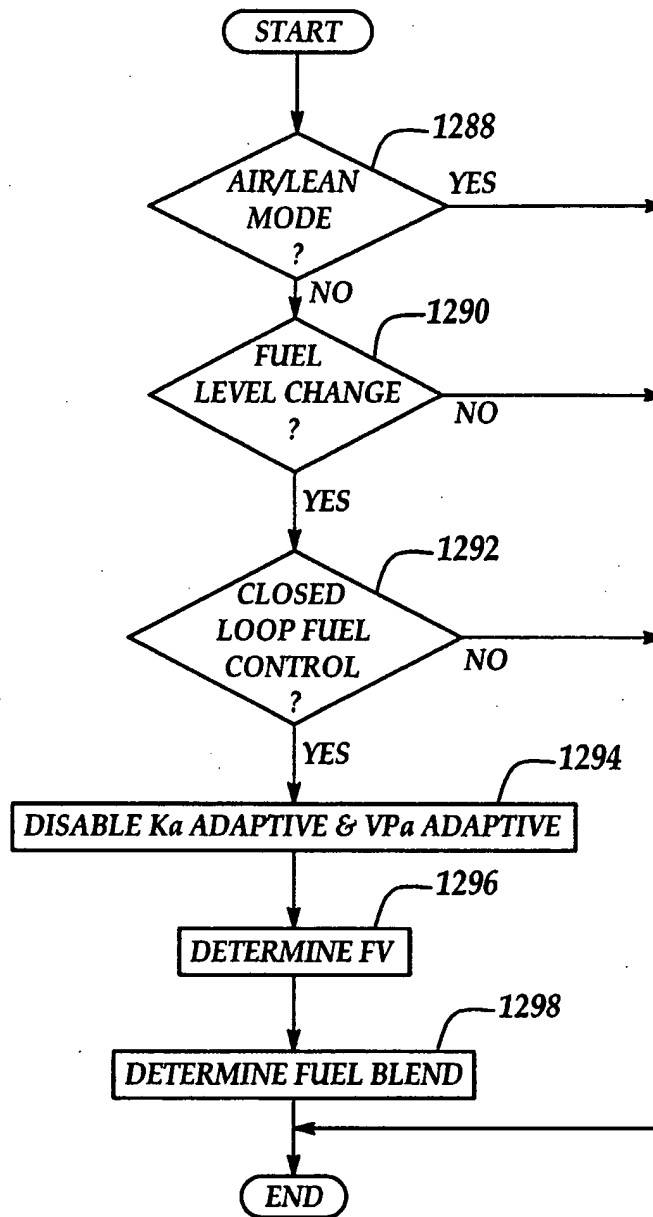 START
1288
AIR/LEAN
MODE
?
YES
NO
1290
FUEL
LEVEL CHANGE
?
NO
YES
1292
CLOSED
LOOP FUEL
CONTROL
?
NO
YES
1294
DISABLE Ka ADAPTIVE & VPa ADAPTIVE
1296
DETERMINE FV
1298
DETERMINE FUEL BLEND
END